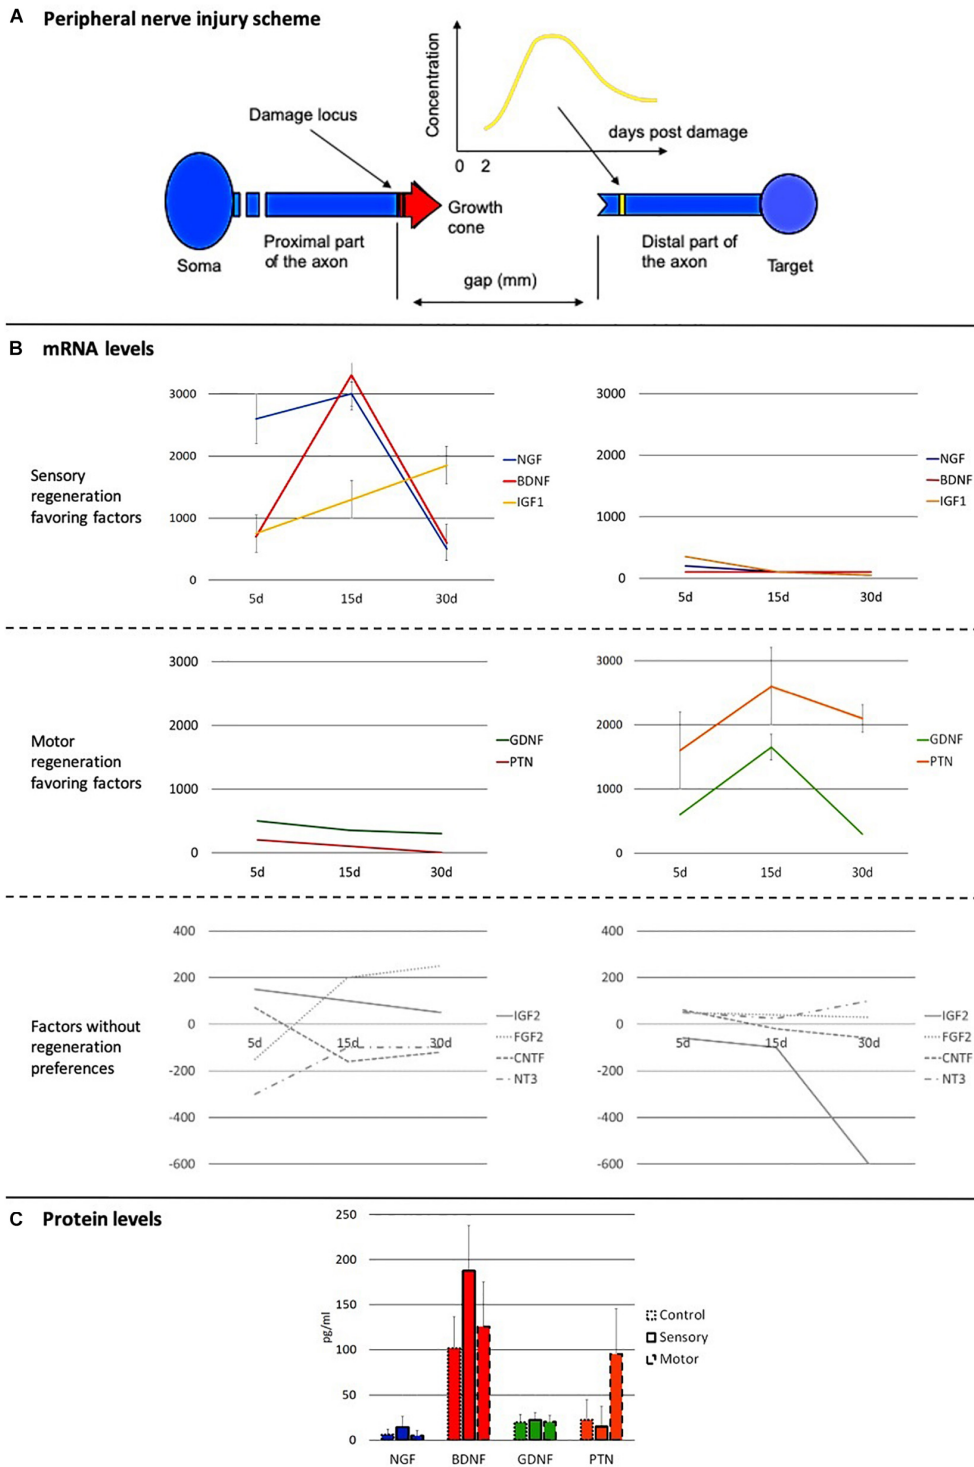 A Peripheral nerve injury scheme
Concentration
days post damage
0 2
Damage locus
Growth
cone
Proximal part
of the axon
Soma
gap (mm)
Distal part of
the axon
Target
B mRNA levels
Sensory
regeneration
favoring factors
3000
2000
1000
0
5d 15d 30d
NGF
BDNF
IGF1
3000
2000
1000
0
5d 15d 30d
NGF
BDNF
IGF1
Motor
regeneration
favoring factors
3000
2000
1000
0
5d 15d 30d
GDNF
PTN
3000
2000
1000
0
5d 15d 30d
GDNF
PTN
Factors without
regeneration
preferences
400
200
0
-200
-400
-600
5d 15d 30d
IGF2
FGF2
CNTF
NT3
400
200
0
-200
-400
-600
5d 15d 30d
IGF2
FGF2
CNTF
NT3
C Protein levels
pg/ml
250
200
150
100
50
0
NGF BDNF GDNF PTN
Control
Sensory
Motor